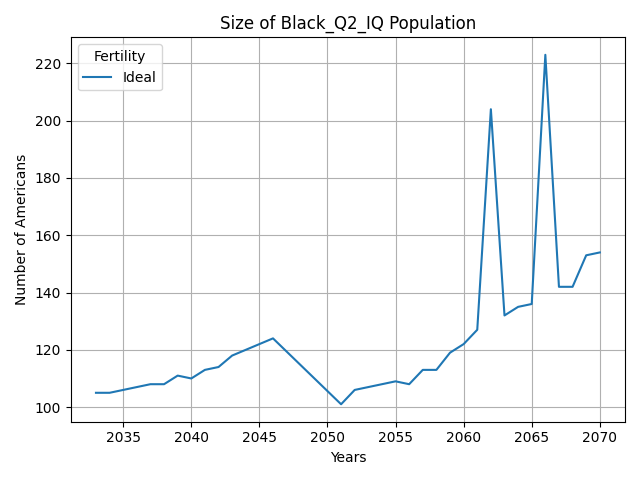 Size of Black_Q2_IQ Population
Fertility
Ideal
Number of Americans
220
200
180
160
140
120
100
2035 2040 2045 2050 2055 2060 2065 2070
Years